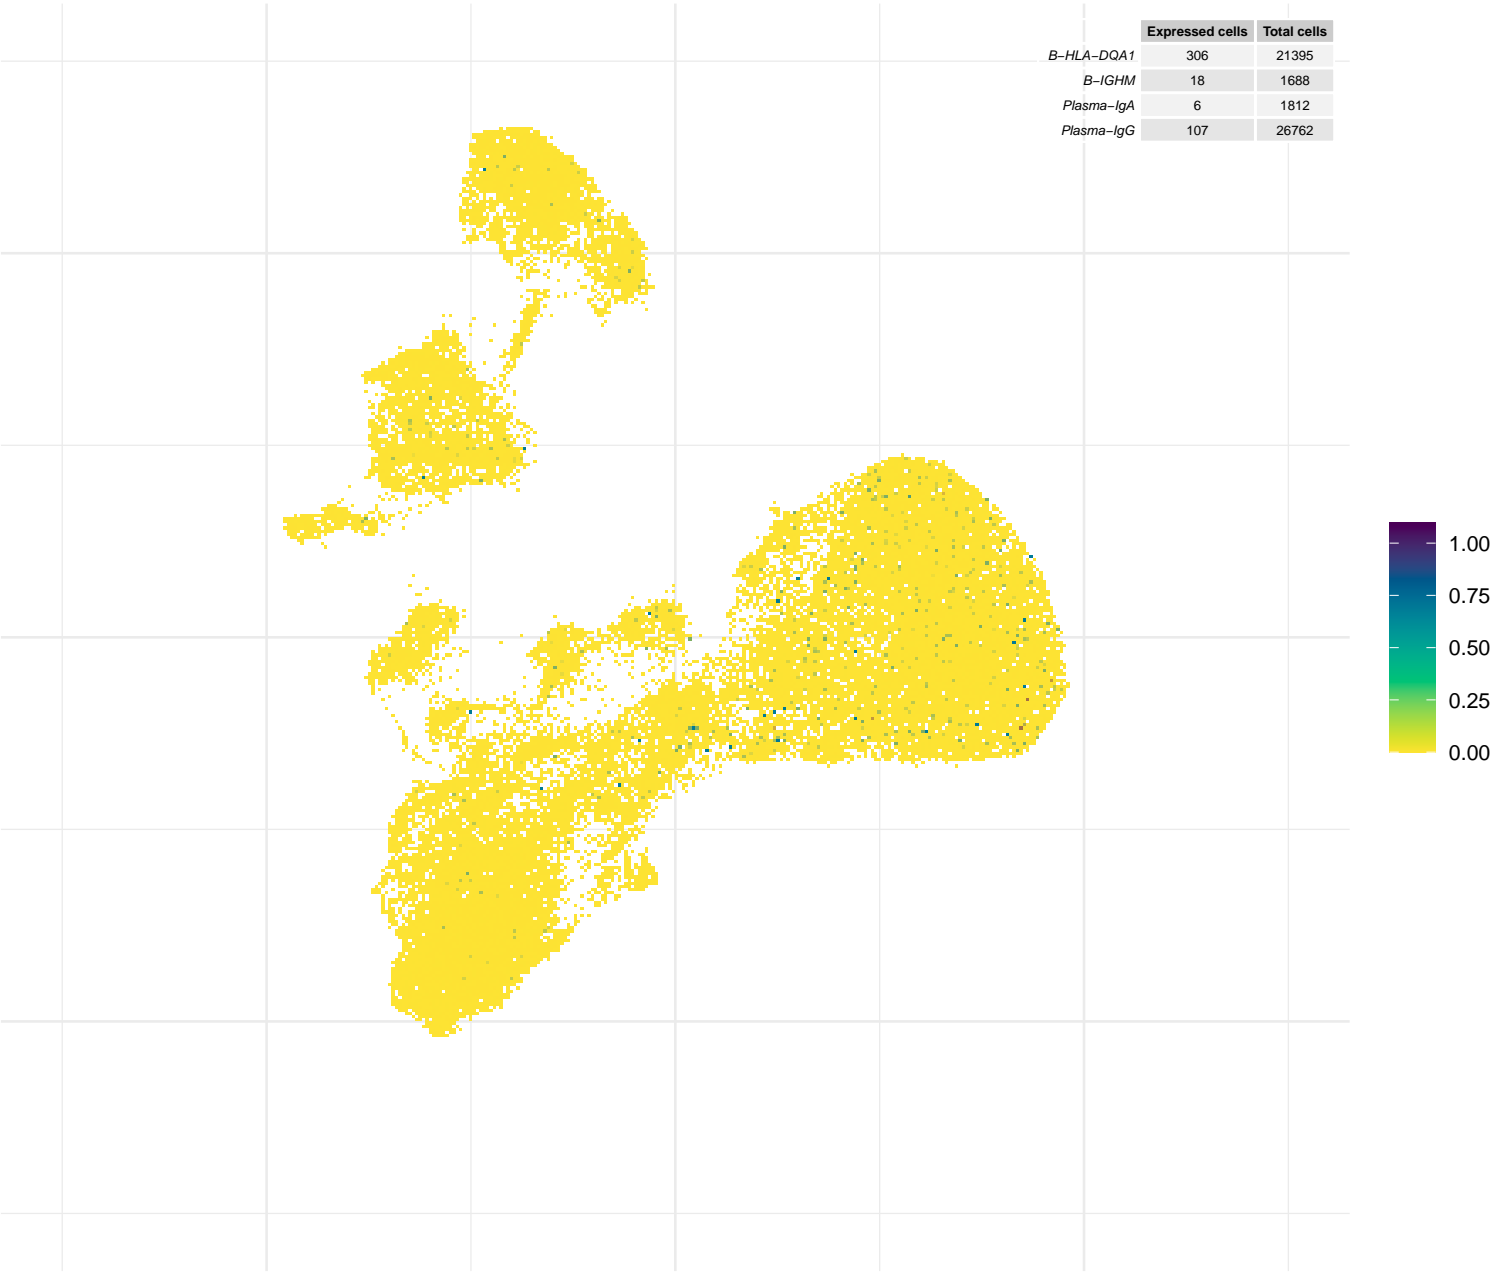 Expressed cells Total cells
B−HLA−DQA1 306 21395
B−IGHM 18 1688
Plasma−IgA 6 1812
Plasma−IgG 107 26762
1.00
0.75
0.50
0.25
0.00